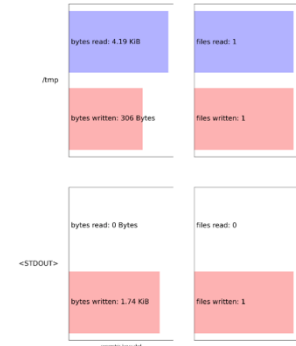 bytes read: 4.19 KiB
files read: 1
/tmp
bytes written: 306 Bytes
files written: 1
bytes read: 0 Bytes
files read: 0
<STDOUT>
bytes written: 1.74 KiB
files written: 1